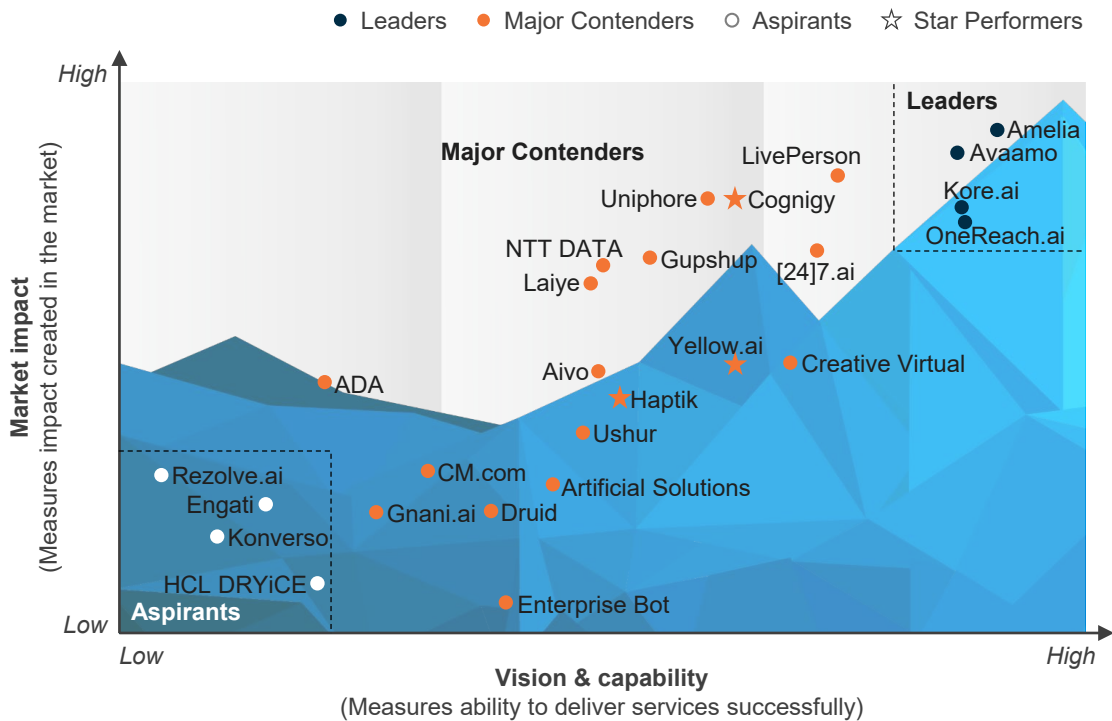 Leaders Major Contenders Aspirants Star Performers
High
Leaders
Amelia
Major Contenders
LivePerson
Avaamo
Uniphore
Cognigy
Kore.ai
OneReach.ai
NTT DATA
Gupshup
[24]7.ai
Laiye
Yellow.ai
Aivo
Creative Virtual
ADA
Haptik
Ushur
Rezolve.ai
CM.com
Artificial Solutions
Engati
Gnani.ai
Druid
Konverso
HCL DRYiCE
Enterprise Bot
Aspirants
Low
Market impact
(Measures impact created in the market)
Low
High
Vision & capability
(Measures ability to deliver services successfully)